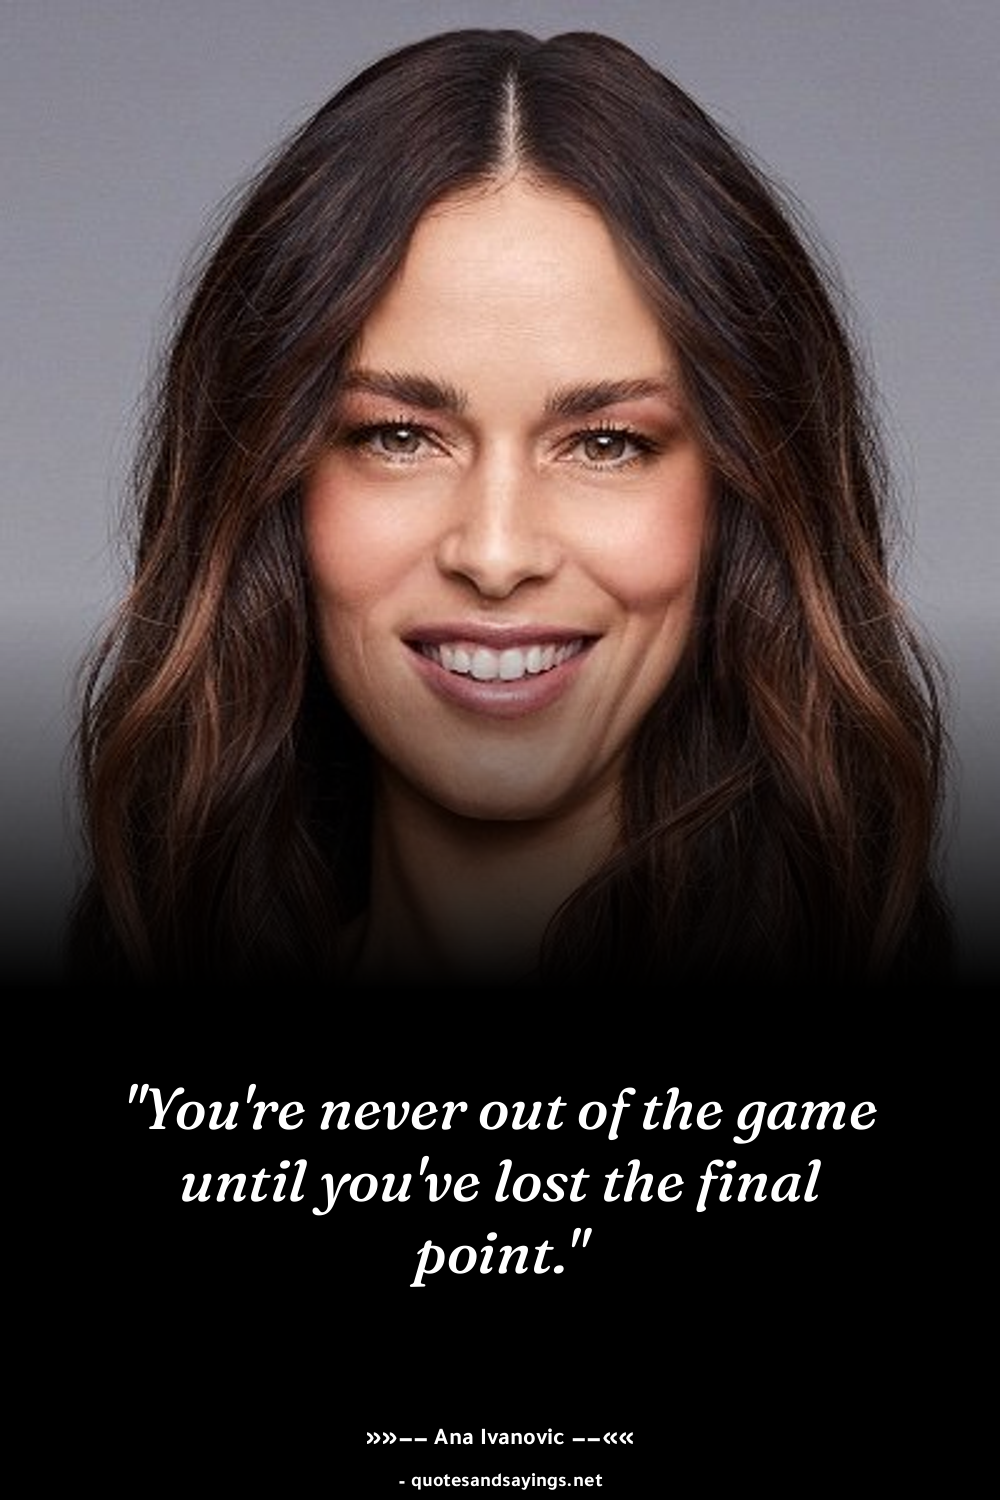 "You're never out of the game
until you've lost the final
point."
»»–– Ana Ivanovic ––««
- quotesandsayings.net